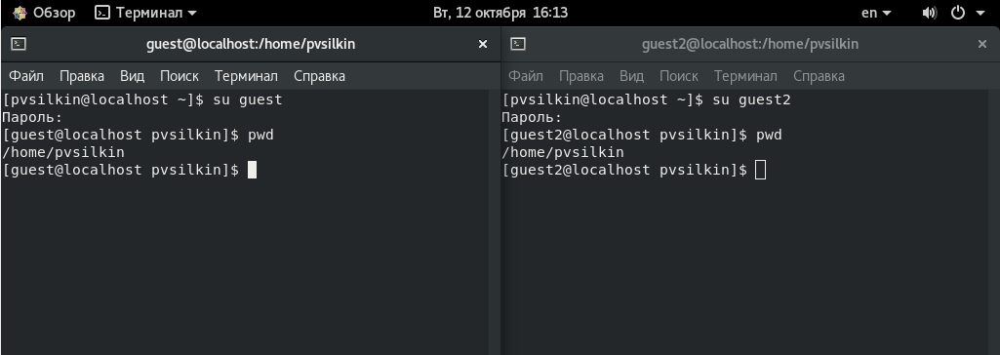 Обзор Терминал Вт, 12 октября 16:13 en
guest@localhost:/home/pvsilkin
Файл Правка Вид Поиск Терминал Справка
[pvsilkin@localhost ~]$ su guest
Пароль:
[guest@localhost pvsilkin]$ pwd
/home/pvsilkin
[guest@localhost pvsilkin]$
guest2@localhost:/home/pvsilkin
Файл Правка Вид Поиск Терминал Справка
[pvsilkin@localhost ~]$ su guest2
Пароль:
[guest2@localhost pvsilkin]$ pwd
/home/pvsilkin
[guest2@localhost pvsilkin]$